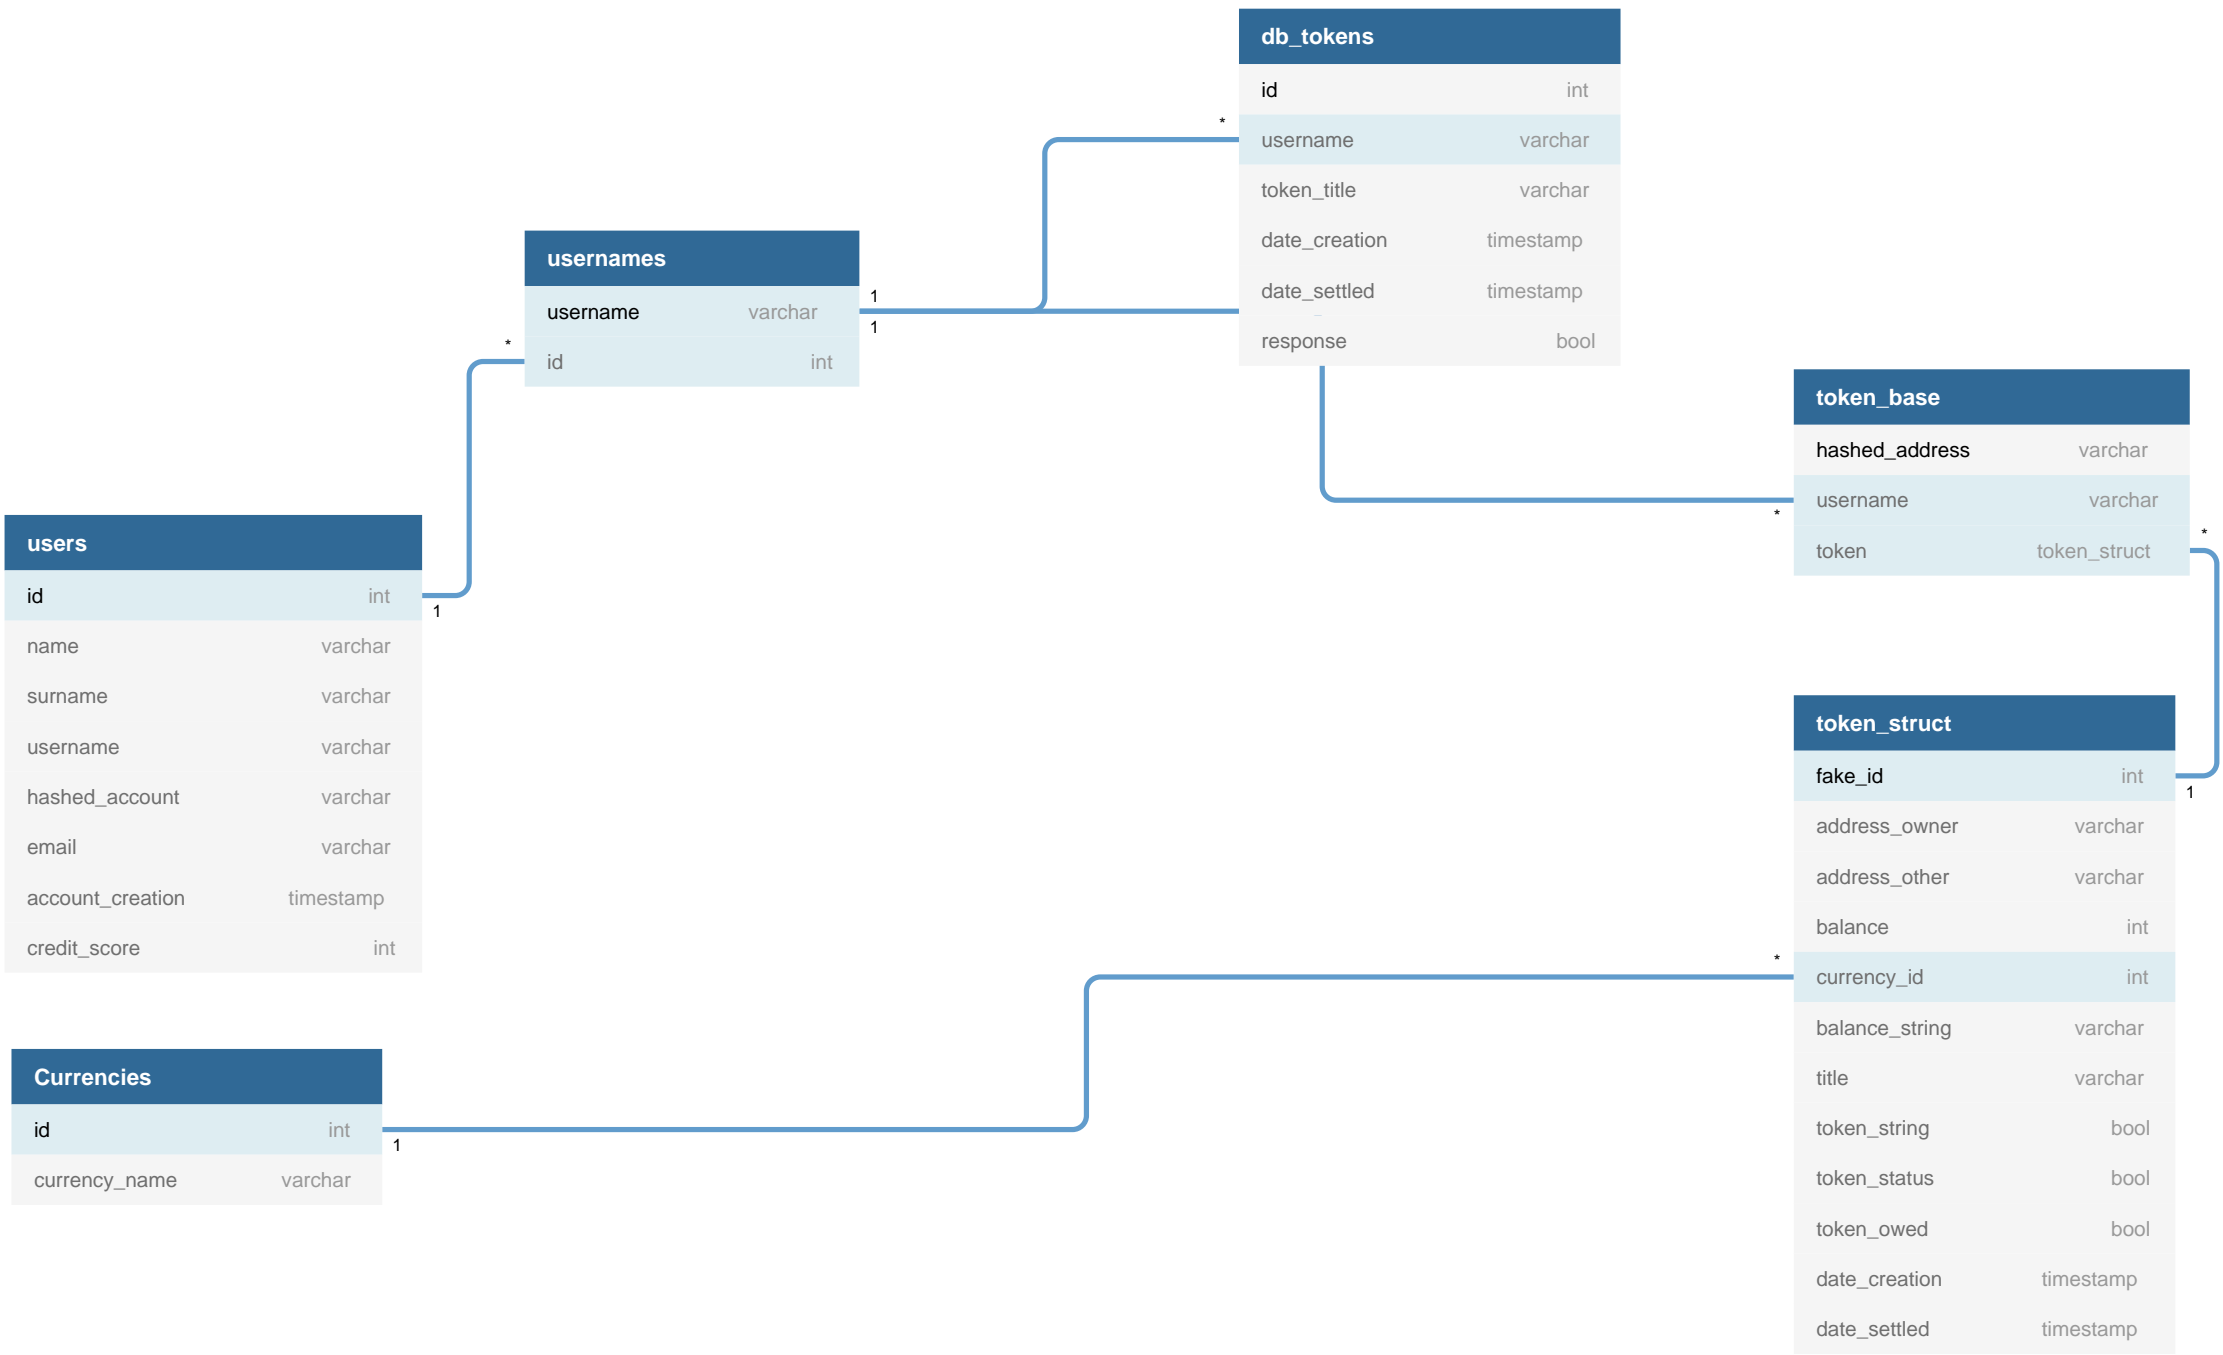 db_tokens
id int
username varchar
token_title varchar
date_creation timestamp
date_settled timestamp
response bool
*
usernames
username varchar
id int
1
1
*
token_base
hashed_address varchar
username varchar
token token_struct
*
*
users
id int
name varchar
surname varchar
username varchar
hashed_account varchar
email varchar
account_creation timestamp
credit_score int
1
token_struct
fake_id int
address_owner varchar
address_other varchar
balance int
currency_id int
balance_string varchar
title varchar
token_string bool
token_status bool
token_owed bool
date_creation timestamp
date_settled timestamp
1
*
Currencies
id int
currency_name varchar
1